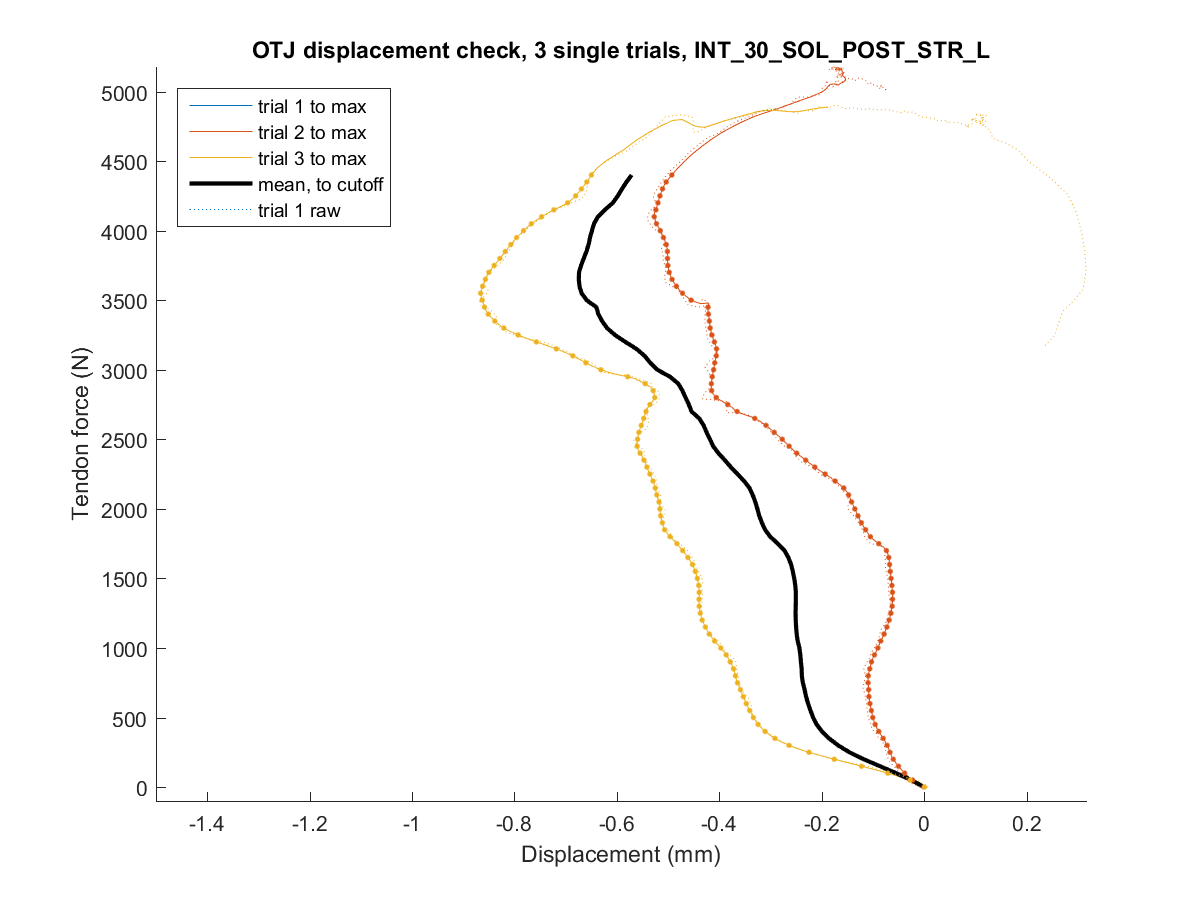 OTJ displacement check, 3 single trials, INT_30_SOL_POST_STR_L
trial 1 to max
trial 2 to max
trial 3 to max
mean, to cutoff
trial 1 raw
5000
4500
4000
3500
3000
2500
2000
1500
1000
500
0
Tendon force (N)
-1.4 -1.2 -1 -0.8 -0.6 -0.4 -0.2 0 0.2
Displacement (mm)